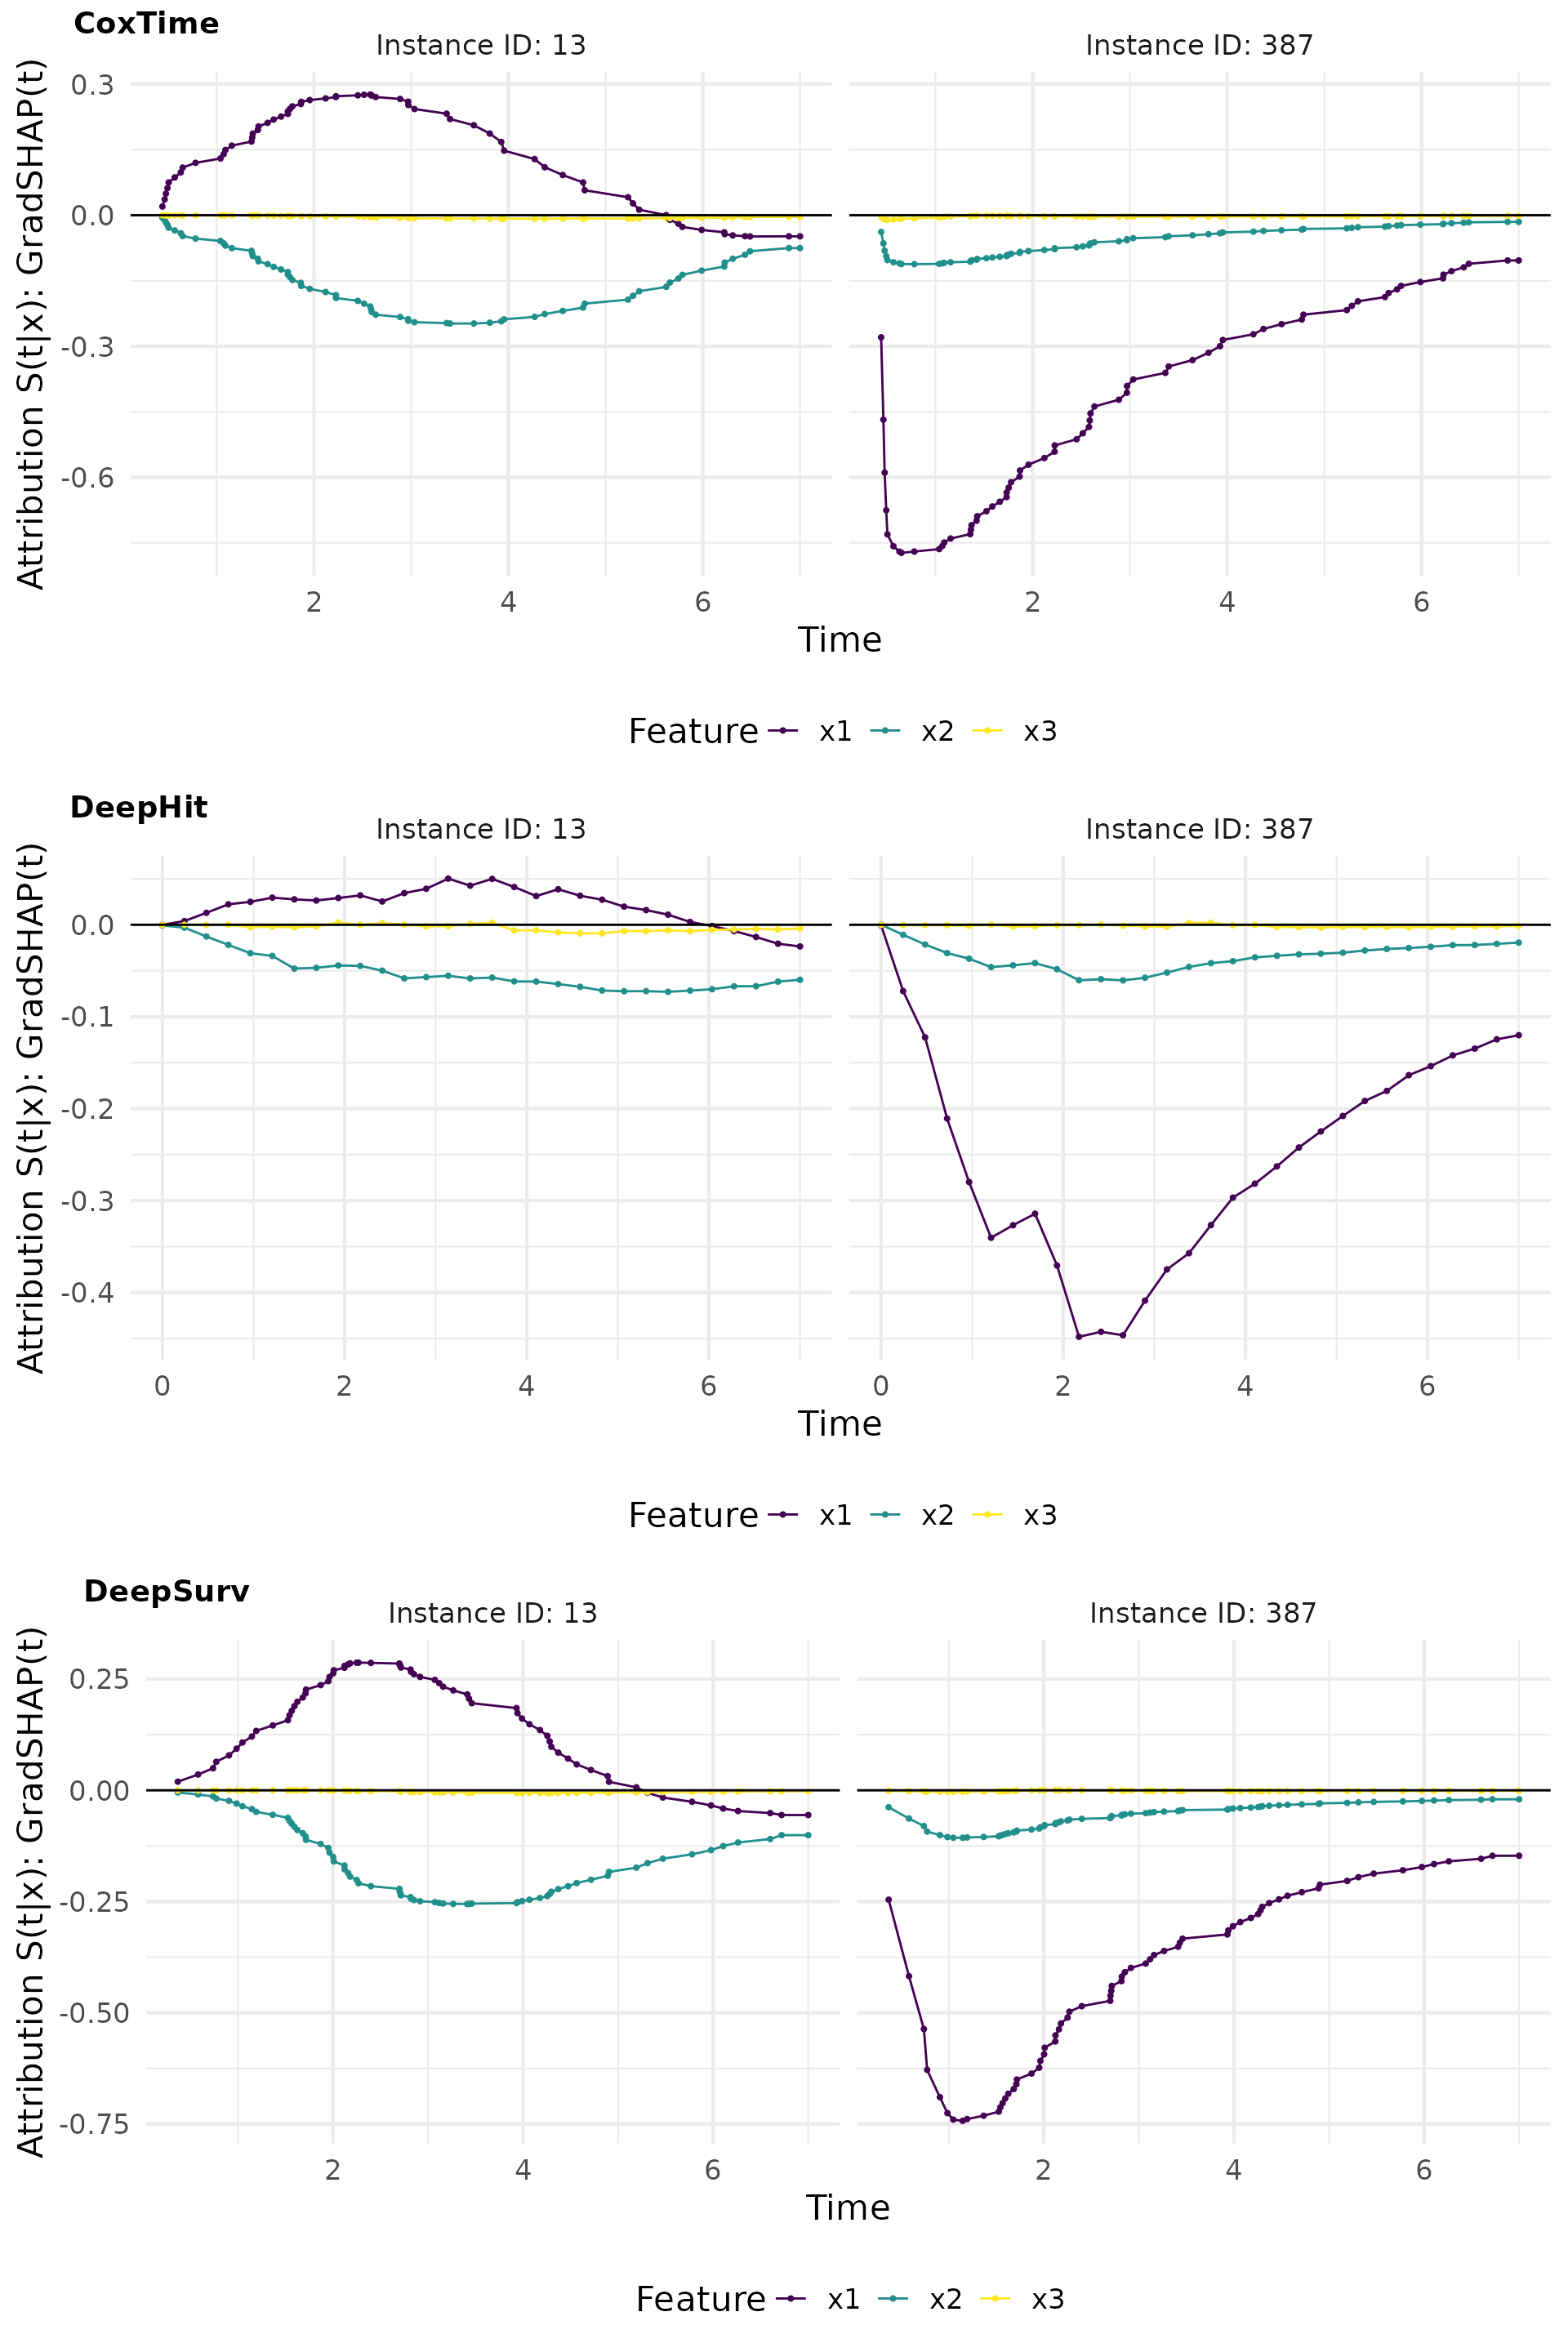 CoxTime
Instance ID: 13
Instance ID: 387
Attribution S(t|x): GradSHAP(t)
0.3
0.0
-0.3
-0.6
2 4 6
2 4 6
Time
Feature x1 x2 x3
DeepHit
Instance ID: 13
Instance ID: 387
Attribution S(t|x): GradSHAP(t)
0.0
-0.1
-0.2
-0.3
-0.4
0 2 4 6
0 2 4 6
Time
Feature x1 x2 x3
DeepSurv
Instance ID: 13
Instance ID: 387
Attribution S(t|x): GradSHAP(t)
0.25
0.00
-0.25
-0.50
-0.75
2 4 6
2 4 6
Time
Feature x1 x2 x3